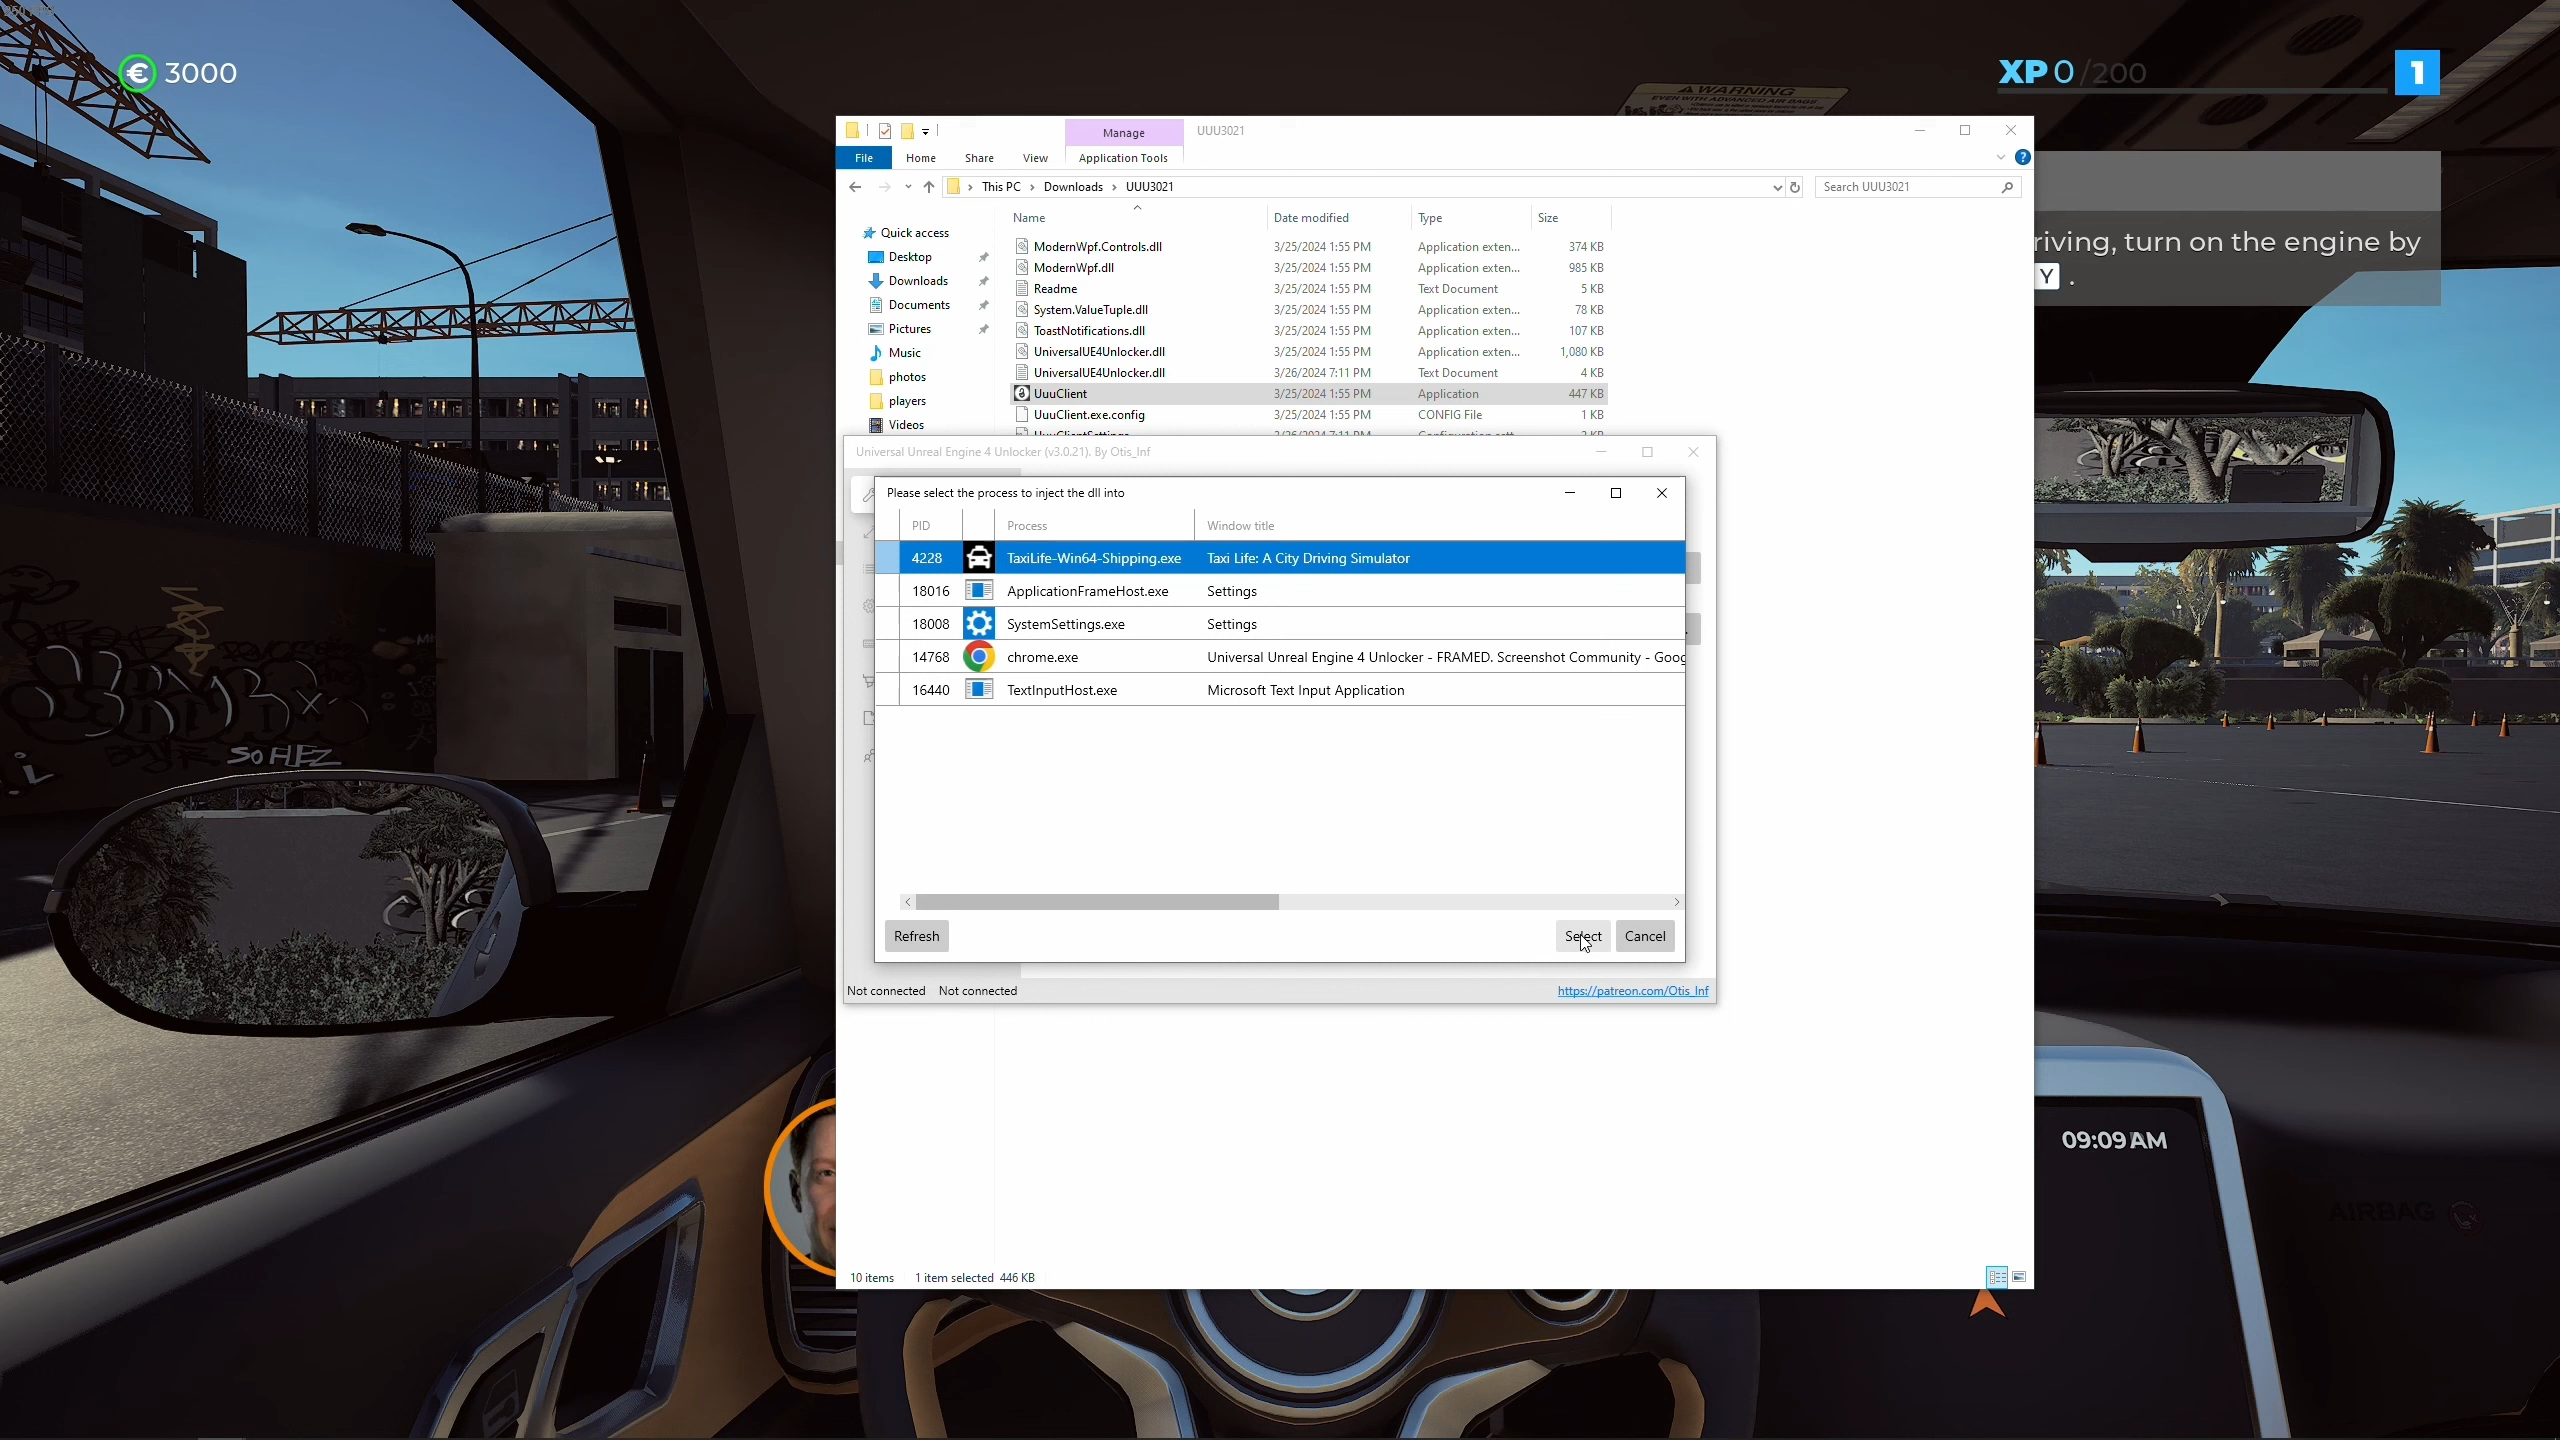 3000
XP 0 /200
1
WARNING
EVEN WITH ADVANCED AIR BAGS
Manage
UUU3021
File
Home
Share
View
Application Tools
This PC
Downloads
UUU3021
Search UUU3021
Name
Date modified
Type
Size
Quick access
Desktop
Downloads
Documents
Pictures
Music
photos
players
Videos
ModernWpf.Controls.dll 3/25/2024 1:55 PM Application exten... 374 KB
ModernWpf.dll 3/25/2024 1:55 PM Application exten... 985 KB
Readme 3/25/2024 1:55 PM Text Document 5 KB
System.ValueTuple.dll 3/25/2024 1:55 PM Application exten... 78 KB
ToastNotifications.dll 3/25/2024 1:55 PM Application exten... 107 KB
UniversalUE4Unlocker.dll 3/25/2024 1:55 PM Application exten... 1,080 KB
UniversalUE4Unlocker.dll 3/26/2024 7:11 PM Text Document 4 KB
UuuClient 3/25/2024 1:55 PM Application 447 KB
UuuClient.exe.config 3/25/2024 1:55 PM CONFIG File 1 KB
riving, turn on the engine by
Y .
Universal Unreal Engine 4 Unlocker (v3.0.21). By Otis_Inf
Please select the process to inject the dll into
PID Process Window title
4228 TaxiLife-Win64-Shipping.exe Taxi Life: A City Driving Simulator
18016 ApplicationFrameHost.exe Settings
18008 SystemSettings.exe Settings
14768 chrome.exe Universal Unreal Engine 4 Unlocker - FRAMED. Screenshot Community - Goog
16440 TextInputHost.exe Microsoft Text Input Application
Refresh
Select
Cancel
Not connected Not connected
https://patreon.com/Otis_Inf
10 items 1 item selected 446 KB
09:09 AM
AIRBAG
SOHEZ